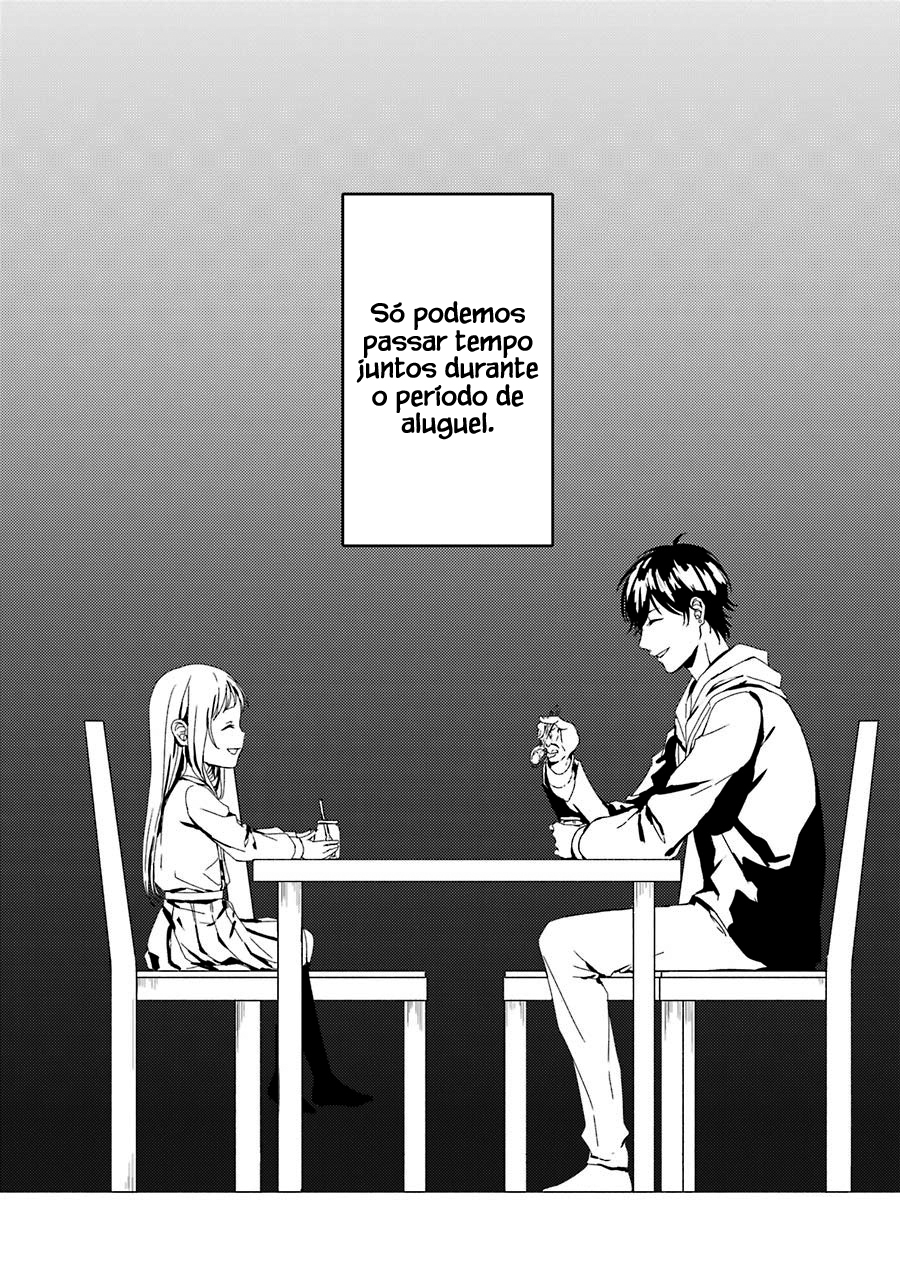 Só podemos
passar tempo
juntos durante
o período de
aluguel.